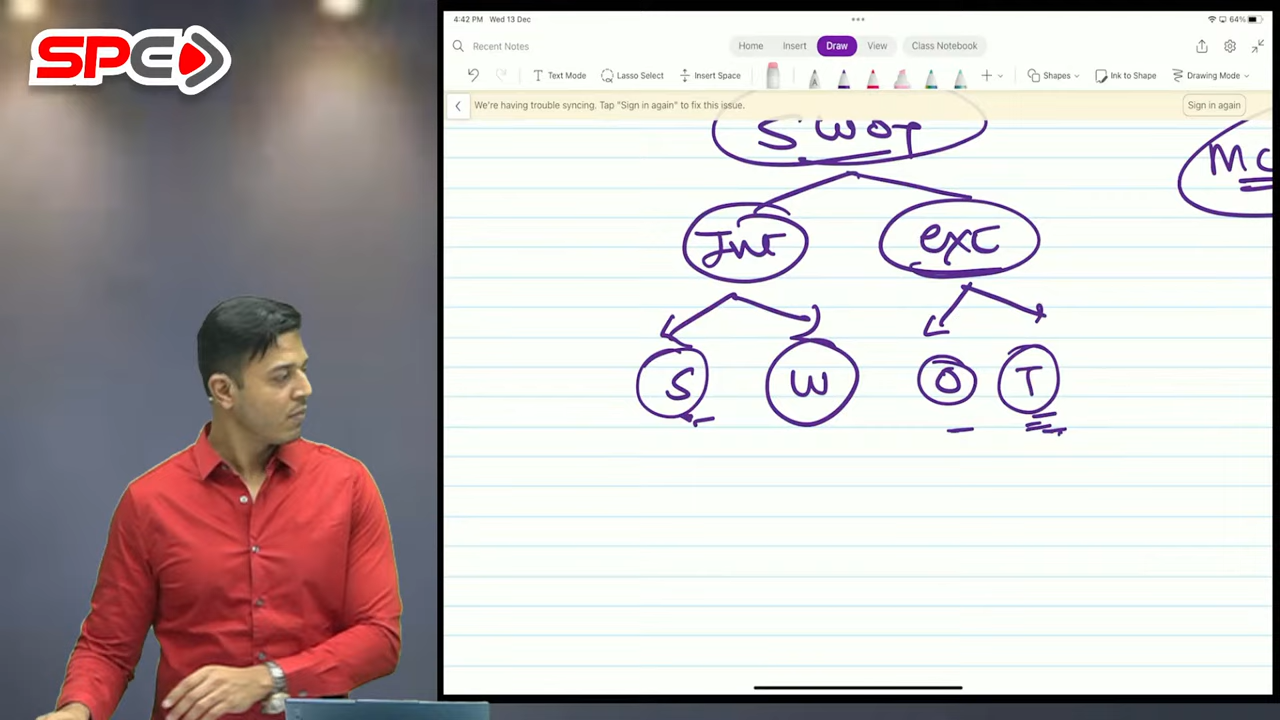 SPE
4:42 PM Wed 13 Dec
64%
Recent Notes
Home Insert Draw View Class Notebook
Text Mode Lasso Select Insert Space Shapes Ink to Shape Drawing Mode
We're having trouble syncing. Tap "Sign in again" to fix this issue. Sign in again
SWOT
MC
Int ext
S W O T